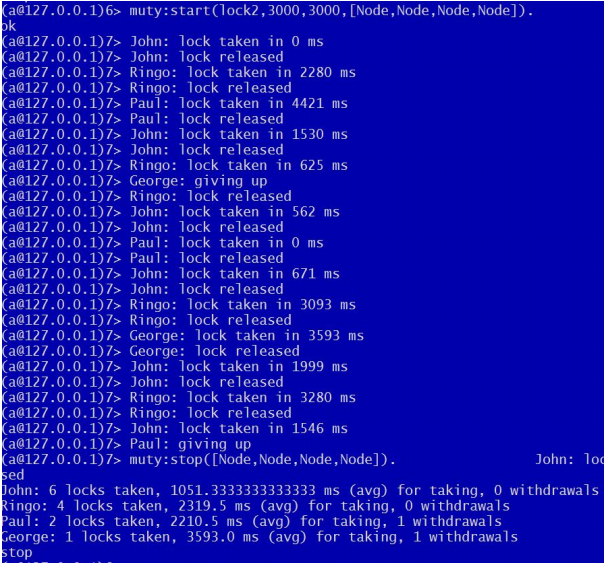 (a@127.0.0.1)6> muty:start(lock2,3000,3000,[Node,Node,Node,Node]).
ok
(a@127.0.0.1)7> John: lock taken in 0 ms
(a@127.0.0.1)7> John: lock released
(a@127.0.0.1)7> Ringo: lock taken in 2280 ms
(a@127.0.0.1)7> Ringo: lock released
(a@127.0.0.1)7> Paul: lock taken in 4421 ms
(a@127.0.0.1)7> Paul: lock released
(a@127.0.0.1)7> John: lock taken in 1530 ms
(a@127.0.0.1)7> John: lock released
(a@127.0.0.1)7> Ringo: lock taken in 625 ms
(a@127.0.0.1)7> George: giving up
(a@127.0.0.1)7> Ringo: lock released
(a@127.0.0.1)7> John: lock taken in 562 ms
(a@127.0.0.1)7> John: lock released
(a@127.0.0.1)7> Paul: lock taken in 0 ms
(a@127.0.0.1)7> Paul: lock released
(a@127.0.0.1)7> John: lock taken in 671 ms
(a@127.0.0.1)7> John: lock released
(a@127.0.0.1)7> Ringo: lock taken in 3093 ms
(a@127.0.0.1)7> Ringo: lock released
(a@127.0.0.1)7> George: lock taken in 3593 ms
(a@127.0.0.1)7> George: lock released
(a@127.0.0.1)7> John: lock taken in 1999 ms
(a@127.0.0.1)7> John: lock released
(a@127.0.0.1)7> Ringo: lock taken in 3280 ms
(a@127.0.0.1)7> Ringo: lock released
(a@127.0.0.1)7> John: lock taken in 1546 ms
(a@127.0.0.1)7> Paul: giving up
(a@127.0.0.1)7> muty:stop([Node,Node,Node,Node]). John: loc
sed
John: 6 locks taken, 1051.3333333333333 ms (avg) for taking, 0 withdrawals
Ringo: 4 locks taken, 2319.5 ms (avg) for taking, 0 withdrawals
Paul: 2 locks taken, 2210.5 ms (avg) for taking, 1 withdrawals
George: 1 locks taken, 3593.0 ms (avg) for taking, 1 withdrawals
stop